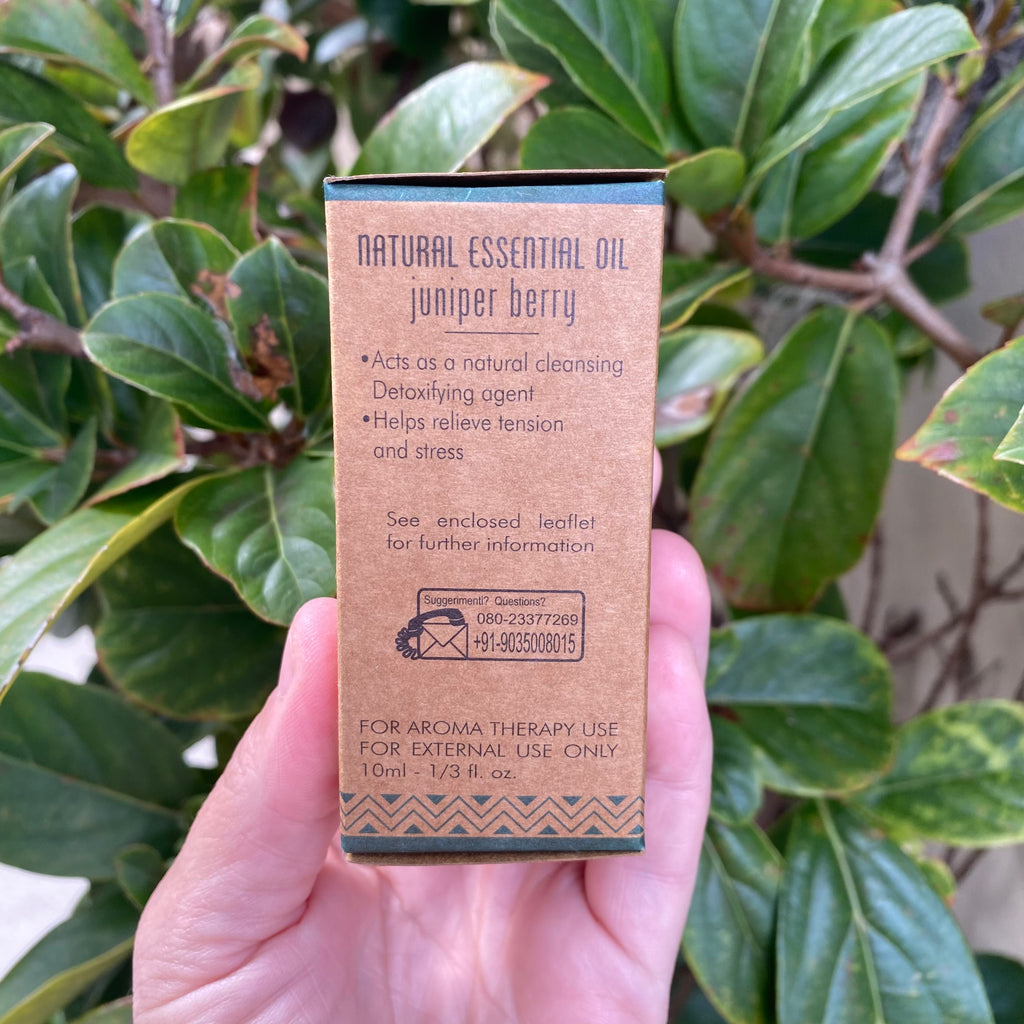 NATURAL ESSENTIAL OIL
juniper berry
•Acts as a natural cleansing
Detoxifying agent
•Helps relieve tension
and stress
See enclosed leaflet
for further information
Suggerimenti? Questions?
080-23377269
+91-9035008015
FOR AROMA THERAPY USE
FOR EXTERNAL USE ONLY
10ml - 1/3 fl. oz.